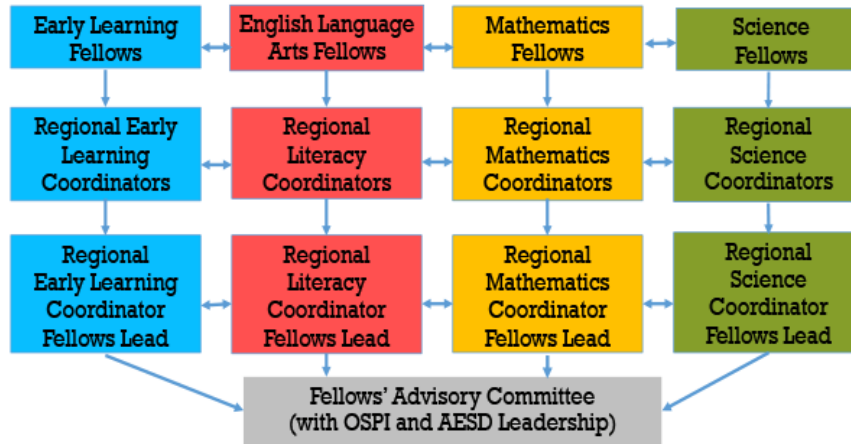 Early Learning
Fellows
English Language
Arts Fellows
Mathematics
Fellows
Science
Fellows
Regional Early
Learning
Coordinators
Regional
Literacy
Coordinators
Regional
Mathematics
Coordinators
Regional
Science
Coordinators
Regional
Early Learning
Coordinator
Fellows Lead
Regional
Literacy
Coordinator
Fellows Lead
Regional
Mathematics
Coordinator
Fellows Lead
Regional
Science
Coordinator
Fellows Lead
Fellows’ Advisory Committee
(with OSPI and AESD Leadership)